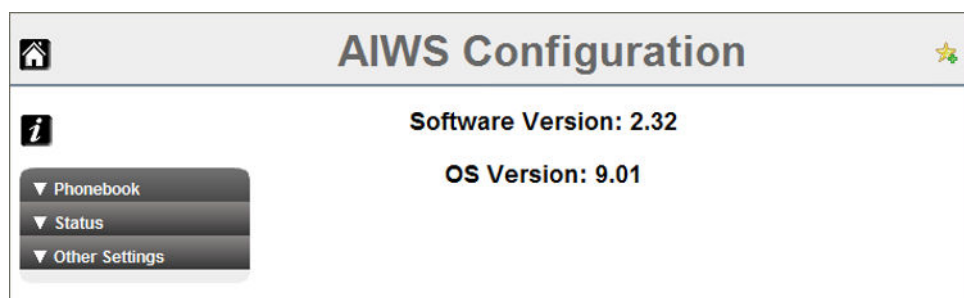 AIWS Configuration
Software Version: 2.32
OS Version: 9.01
▼ Phonebook
▼ Status
▼ Other Settings